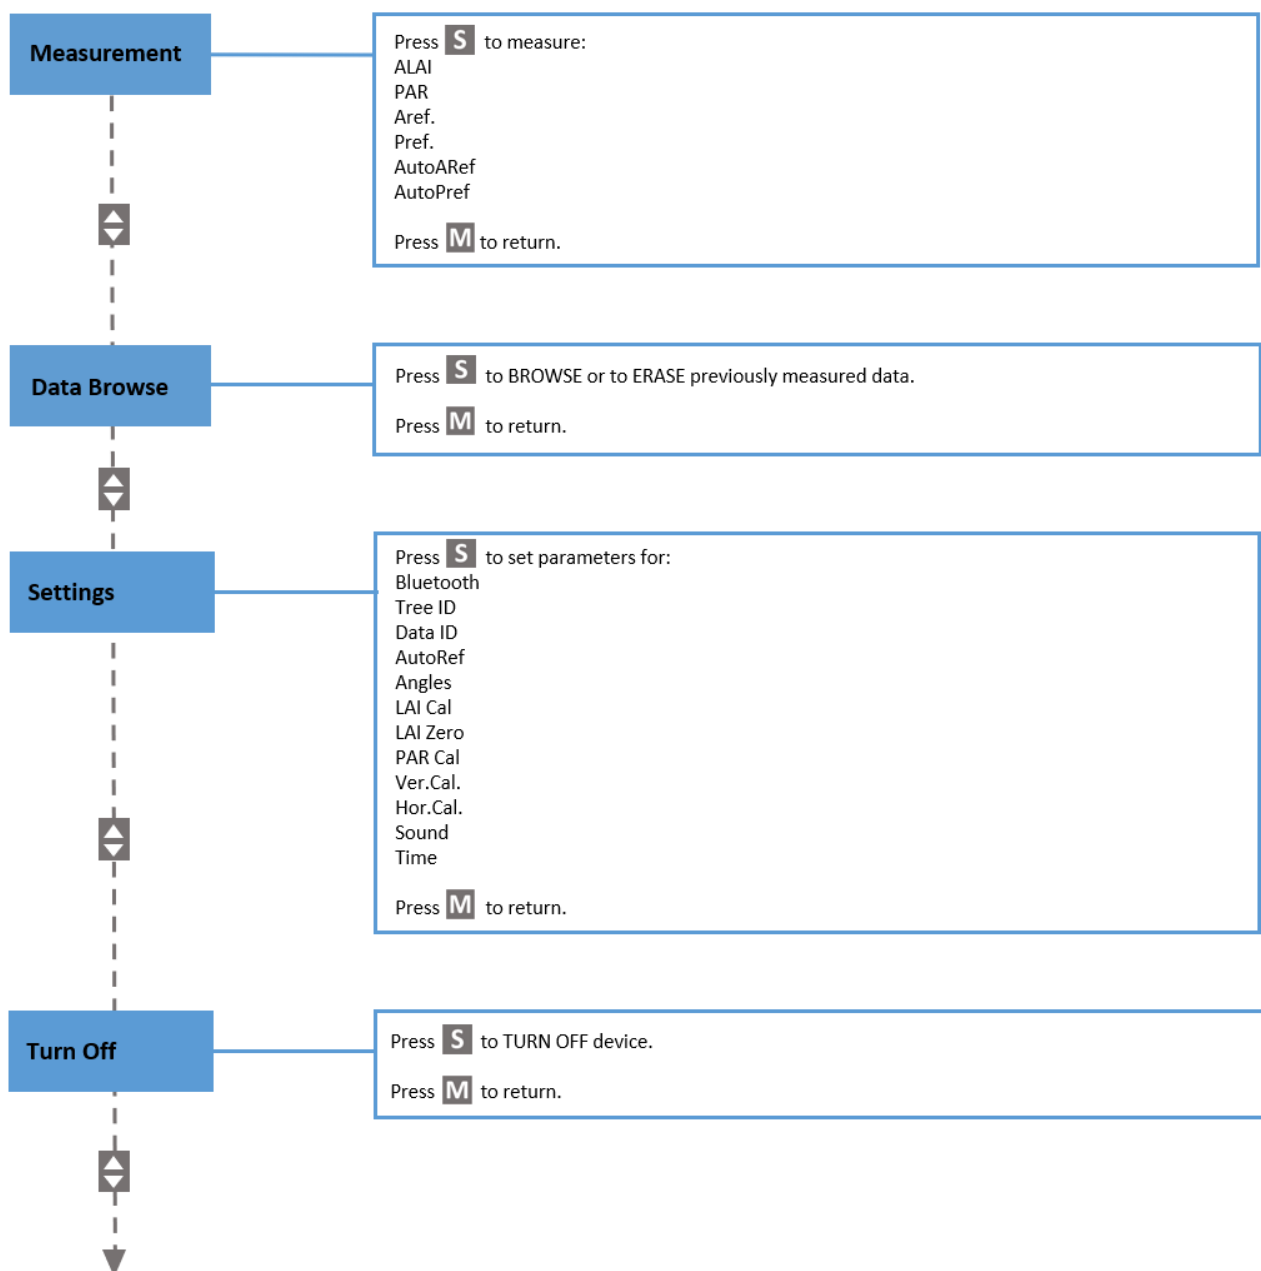 Measurement
Press S to measure:
ALAI
PAR
Aref.
Pref.
AutoARef
AutoPref
Press M to return.
Data Browse
Press S to BROWSE or to ERASE previously measured data.
Press M to return.
Settings
Press S to set parameters for:
Bluetooth
Tree ID
Data ID
AutoRef
Angles
LAI Cal
LAI Zero
PAR Cal
Ver.Cal.
Hor.Cal.
Sound
Time
Press M to return.
Turn Off
Press S to TURN OFF device.
Press M to return.